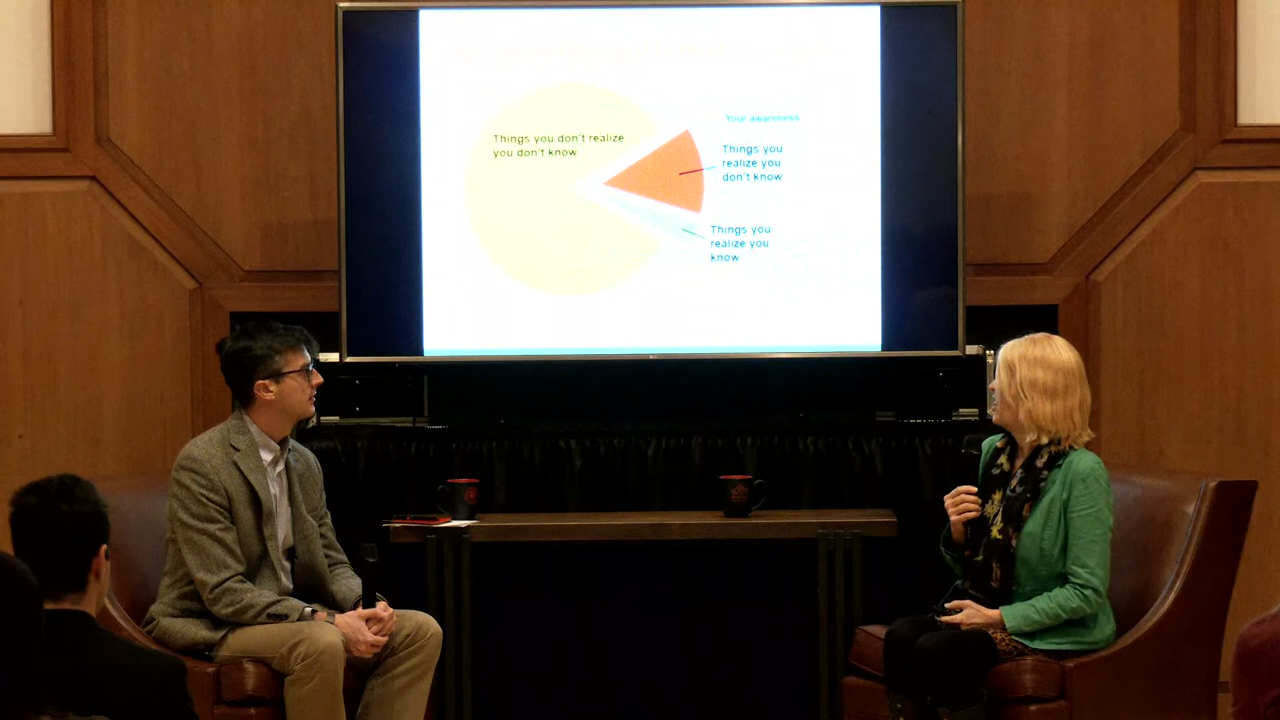 Your awareness
Things you don't realize
you don't know
Things you
realize you
don't know
Things you
realize you
know